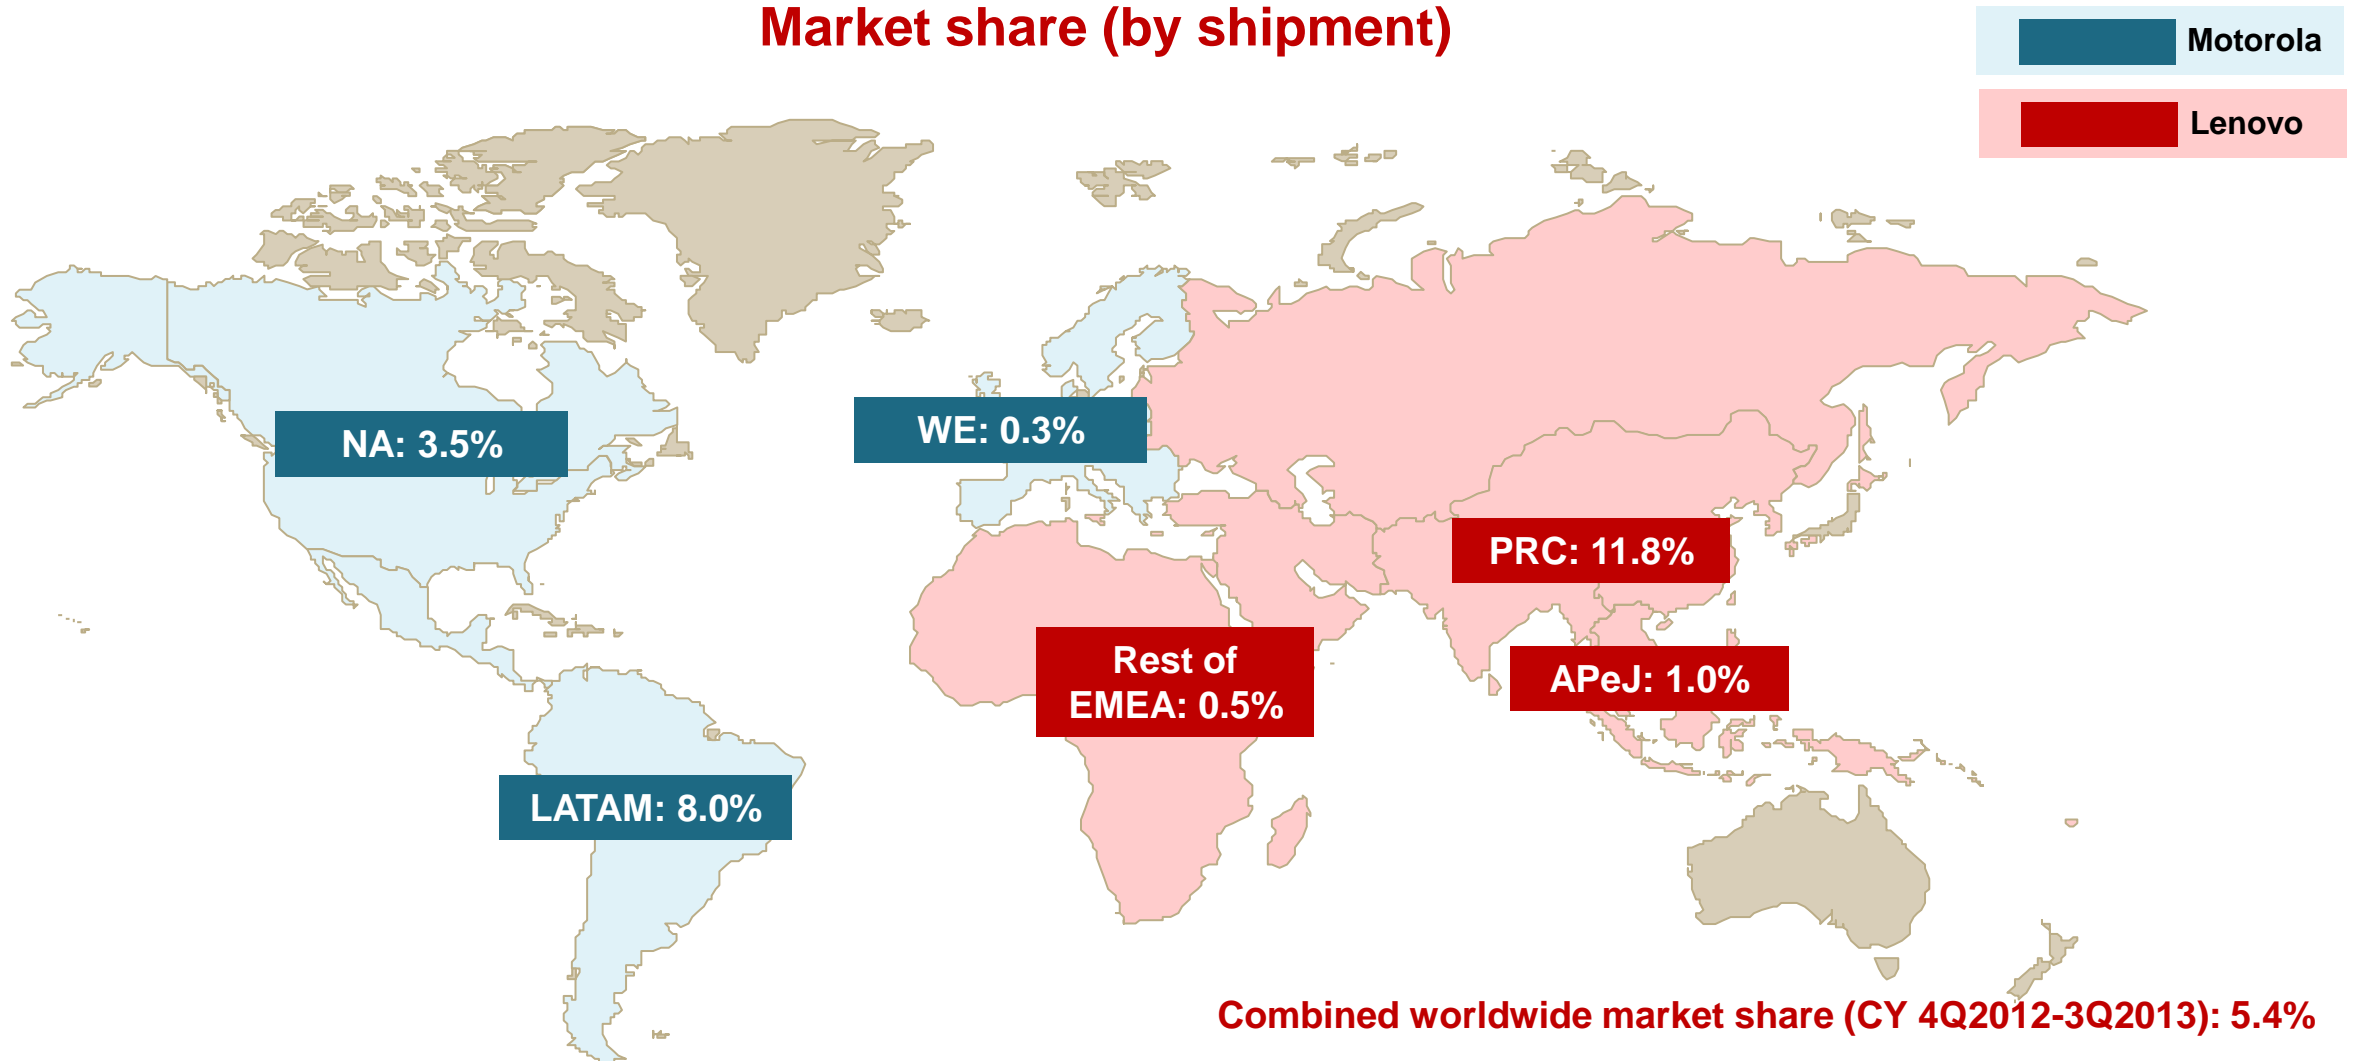 Market share (by shipment)
Motorola
Lenovo
NA: 3.5%
WE: 0.3%
PRC: 11.8%
Rest of
EMEA: 0.5%
APeJ: 1.0%
LATAM: 8.0%
Combined worldwide market share (CY 4Q2012-3Q2013): 5.4%